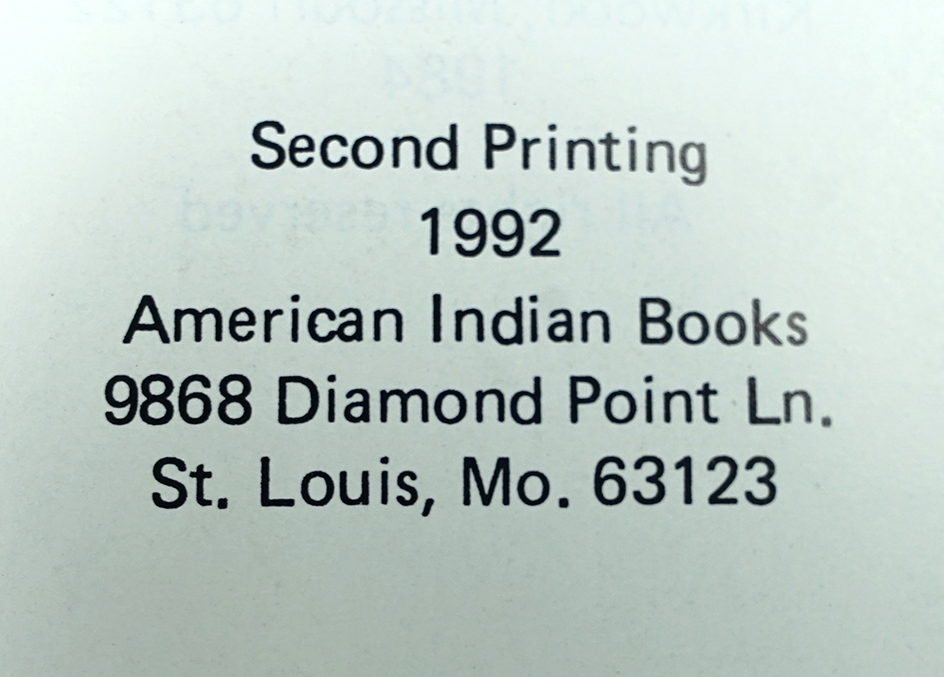 Second Printing
1992
American Indian Books
9868 Diamond Point Ln.
St. Louis, Mo. 63123